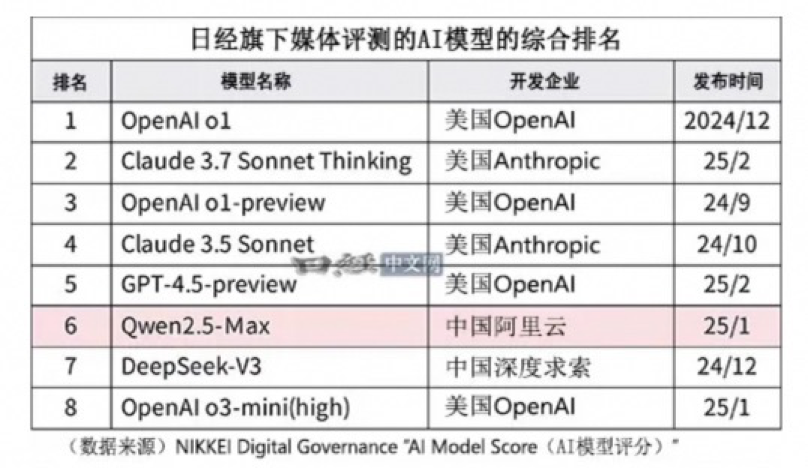 日经旗下媒体评测的AI模型的综合排名
排名 模型名称 开发企业 发布时间
1 OpenAI o1 美国OpenAI 2024/12
2 Claude 3.7 Sonnet Thinking 美国Anthropic 25/2
3 OpenAI o1-preview 美国OpenAI 24/9
4 Claude 3.5 Sonnet 美国Anthropic 24/10
日经中文网
5 GPT-4.5-preview 美国OpenAI 25/2
6 Qwen2.5-Max 中国阿里云 25/1
7 DeepSeek-V3 中国深度求索 24/12
8 OpenAI o3-mini(high) 美国OpenAI 25/1
（数据来源）NIKKEI Digital Governance "AI Model Score（AI模型评分）"